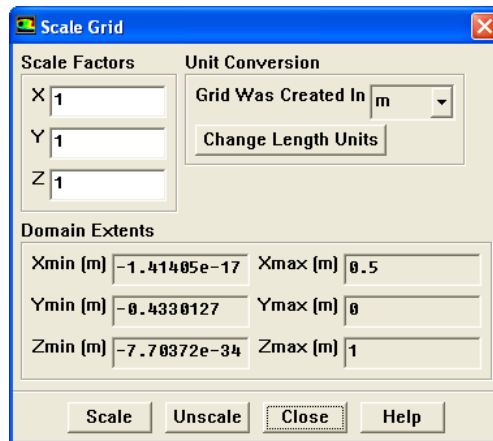 Scale Grid
Scale Factors Unit Conversion
X 1 Grid Was Created In m
Y 1 Change Length Units
Z 1
Domain Extents
Xmin (m) -1.41405e-17 Xmax (m) 0.5
Ymin (m) -0.4330127 Ymax (m) 0
Zmin (m) -7.70372e-34 Zmax (m) 1
Scale Unscale Close Help